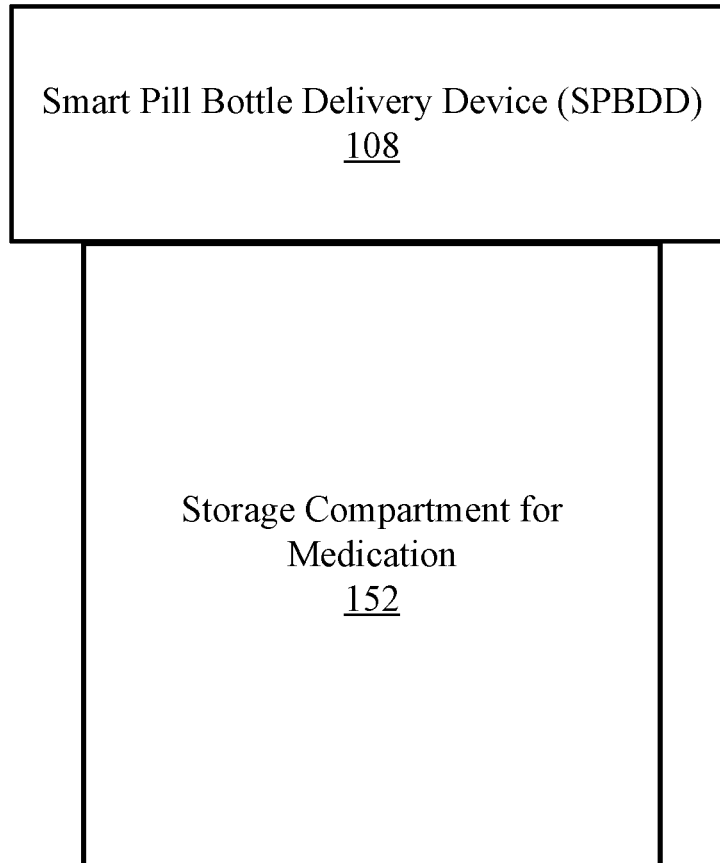 Smart Pill Bottle Delivery Device (SPBDD)
108
Storage Compartment for
Medication
152